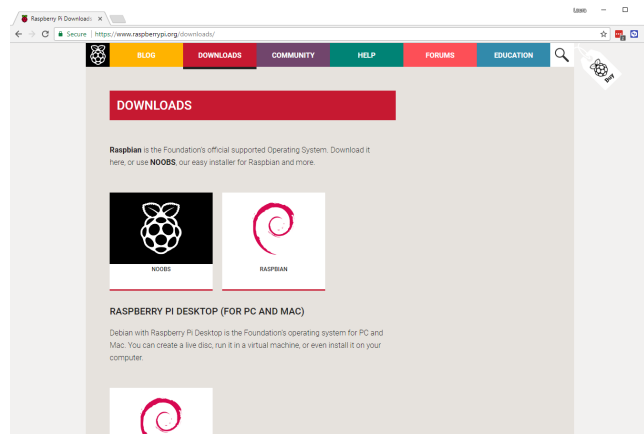 Raspberry Pi Downloads
Secure
https://www.raspberrypi.org/downloads/
BLOG
DOWNLOADS
COMMUNITY
HELP
FORUMS
EDUCATION
Buy
DOWNLOADS
Raspbian is the Foundation's official supported Operating System. Download it
here, or use NOOBS, our easy installer for Raspbian and more.
NOOBS
RASPBIAN
RASPBERRY PI DESKTOP (FOR PC AND MAC)
Debian with Raspberry Pi Desktop is the Foundation's operating system for PC and
Mac. You can create a live disc, run it in a virtual machine, or even install it on your
computer.